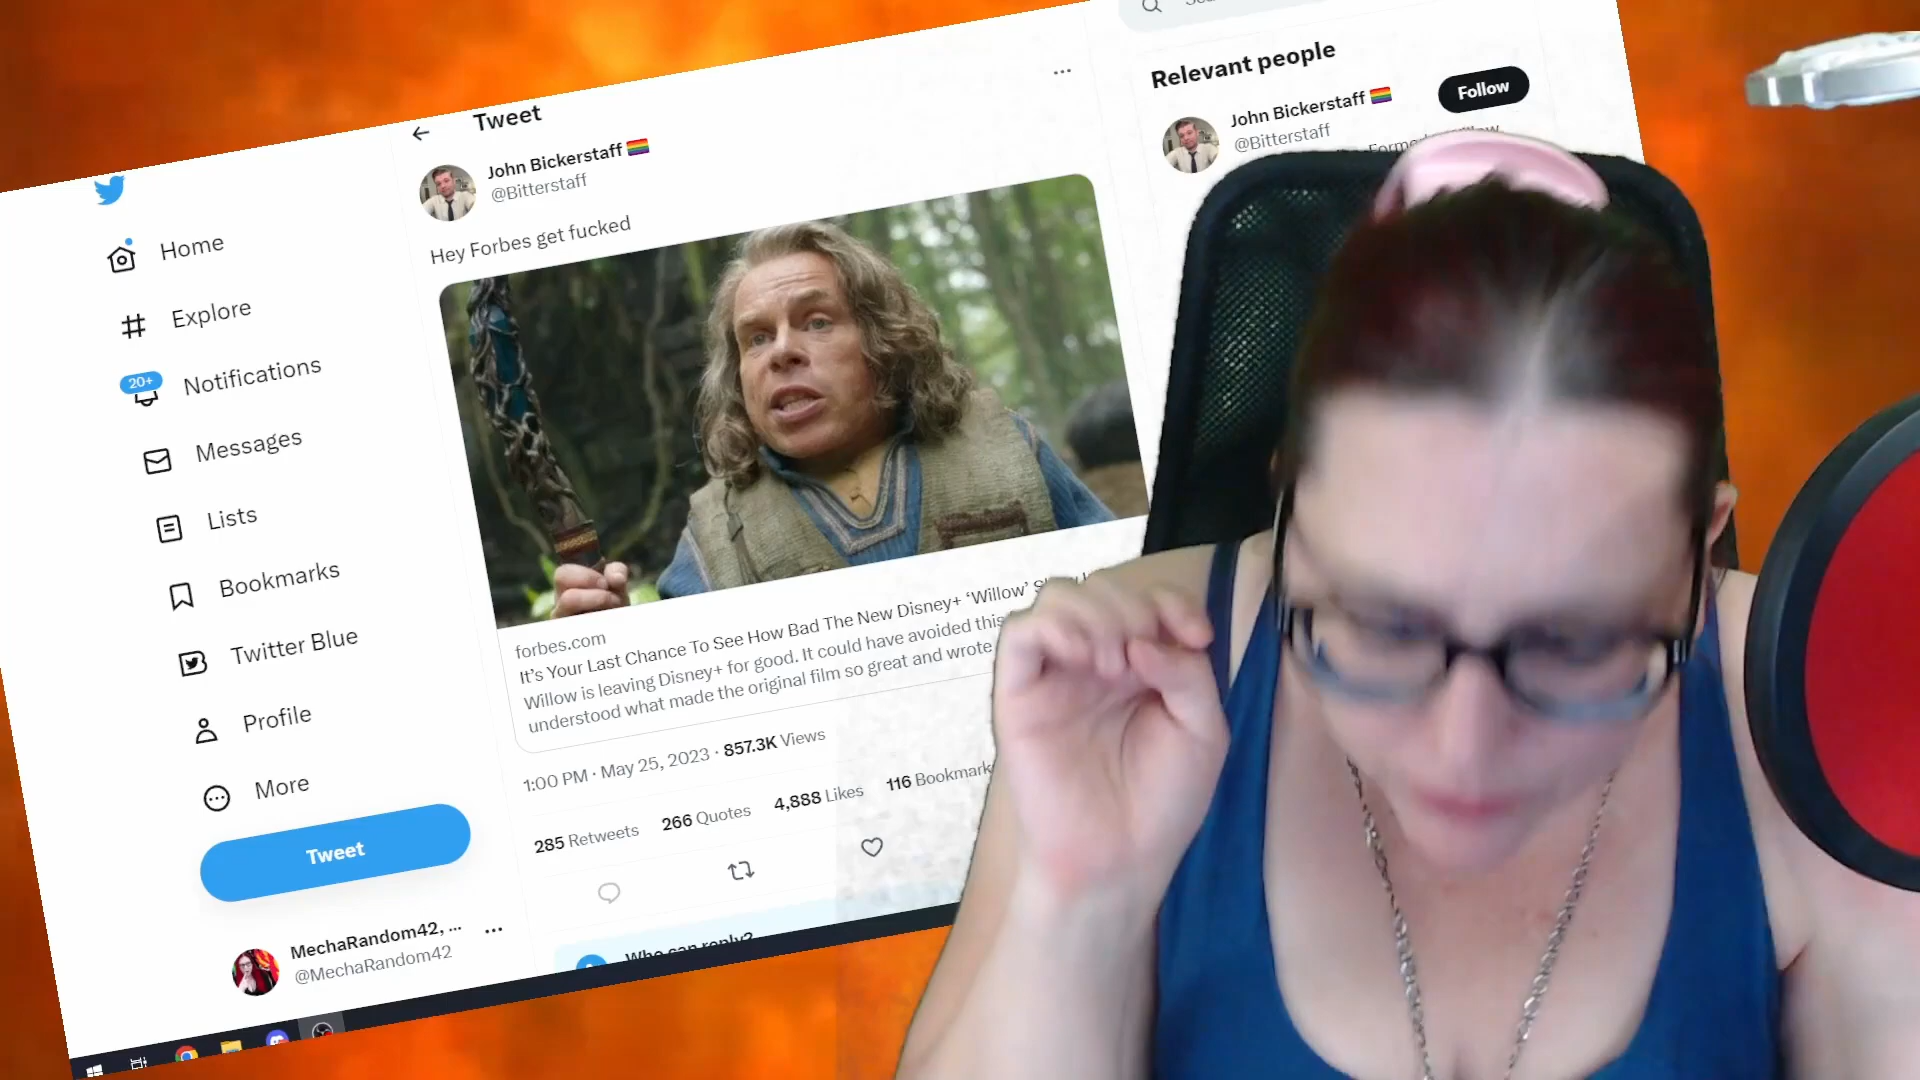 Home
Explore
20+
Notifications
Messages
Lists
Bookmarks
Twitter Blue
Profile
More
Tweet
MechaRandom42, ...
@MechaRandom42
Tweet
John Bickerstaff
@Bitterstaff
Hey Forbes get fucked
forbes.com
It's Your Last Chance To See How Bad The New Disney+ ‘Willow’
Willow is leaving Disney+ for good. It could have avoided this
understood what made the original film so great and wrote
1:00 PM · May 25, 2023 · 857.3K Views
285 Retweets 266 Quotes 4,888 Likes 116 Bookmark
Who can reply?
Relevant people
John Bickerstaff
@Bitterstaff
Follow